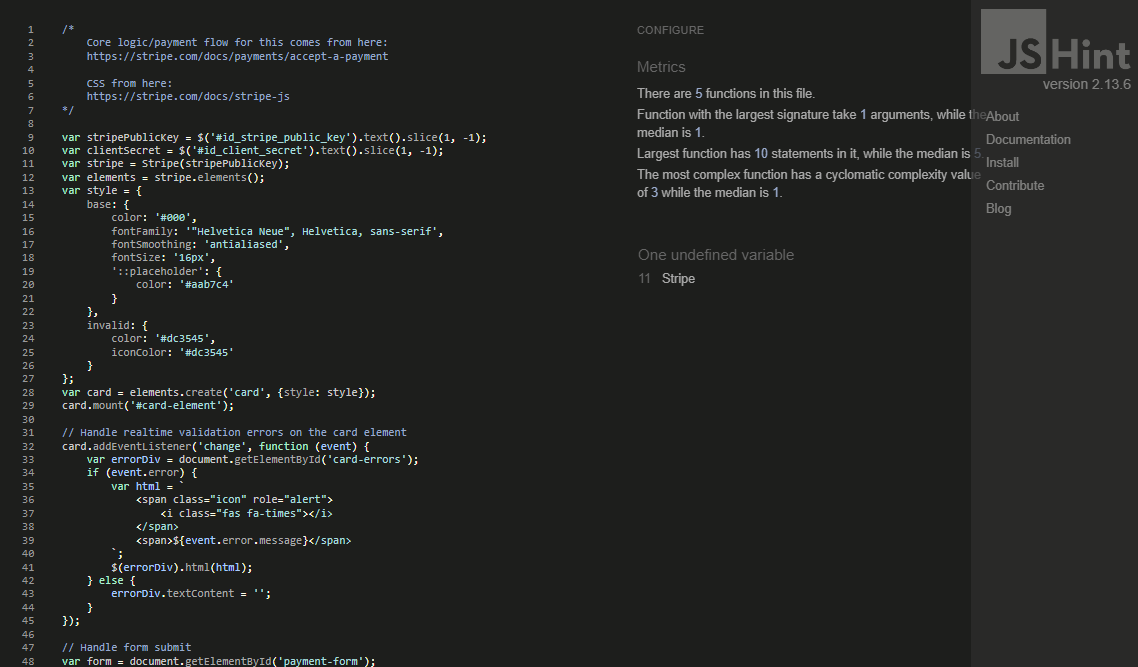 1 /*
2 Core logic/payment flow for this comes from here:
3 https://stripe.com/docs/payments/accept-a-payment
4
5 CSS from here:
6 https://stripe.com/docs/stripe-js
7 */
8
9 var stripePublicKey = $('#id_stripe_public_key').text().slice(1, -1);
10 var clientSecret = $('#id_client_secret').text().slice(1, -1);
11 var stripe = Stripe(stripePublicKey);
12 var elements = stripe.elements();
13 var style = {
14 base: {
15 color: '#000',
16 fontFamily: '"Helvetica Neue", Helvetica, sans-serif',
17 fontSmoothing: 'antialiased',
18 fontSize: '16px',
19 '::placeholder': {
20 color: '#aab7c4'
21 }
22 },
23 invalid: {
24 color: '#dc3545',
25 iconColor: '#dc3545'
26 }
27 };
28 var card = elements.create('card', {style: style});
29 card.mount('#card-element');
30
31 // Handle realtime validation errors on the card element
32 card.addEventListener('change', function (event) {
33 var errorDiv = document.getElementById('card-errors');
34 if (event.error) {
35 var html = `
36 <span class="icon" role="alert">
37 <i class="fas fa-times"></i>
38 </span>
39 <span>${event.error.message}</span>
40 `;
41 $(errorDiv).html(html);
42 } else {
43 errorDiv.textContent = '';
44 }
45 });
46
47 // Handle form submit
48 var form = document.getElementById('payment-form');
CONFIGURE
Metrics
There are 5 functions in this file.
Function with the largest signature take 1 arguments, while the
median is 1.
Largest function has 10 statements in it, while the median is 5.
The most complex function has a cyclomatic complexity value
of 3 while the median is 1.
One undefined variable
11 Stripe
JSHint
version 2.13.6
About
Documentation
Install
Contribute
Blog